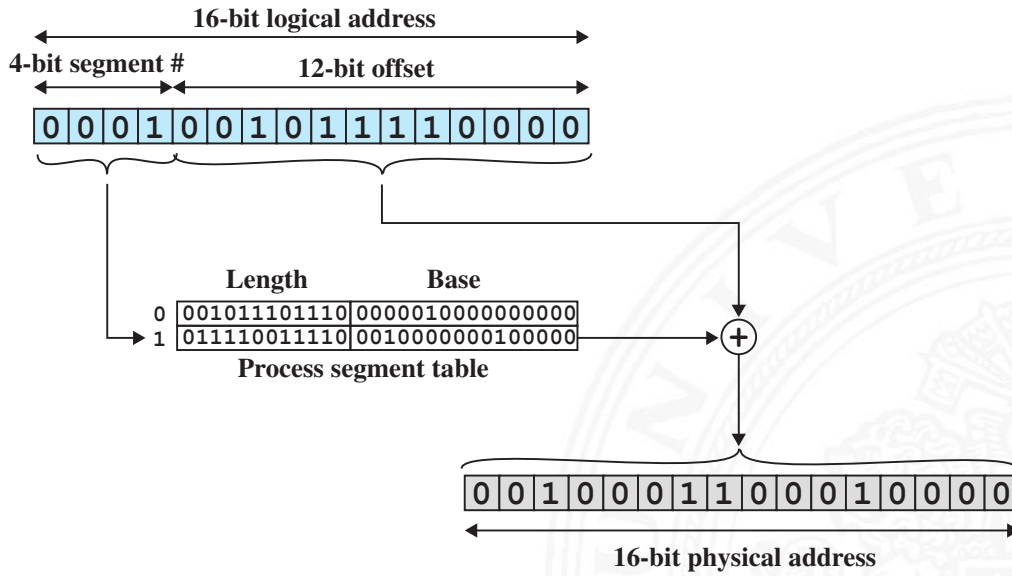 16-bit logical address
4-bit segment # 12-bit offset
0 0 0 1 0 0 1 0 1 1 1 1 0 0 0 0
Length Base
0 001011101110 0000010000000000
1 011110011110 0010000000100000
+
Process segment table
0 0 1 0 0 0 1 1 0 0 0 1 0 0 0 0
16-bit physical address
N I V E